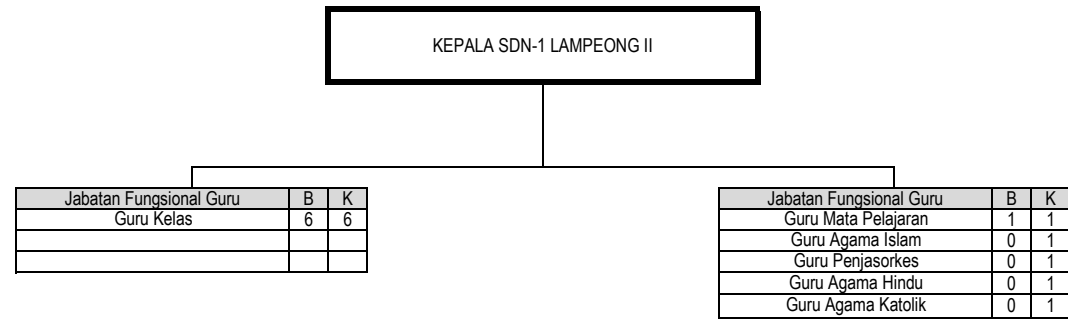 KEPALA SDN-1 LAMPEONG II
Jabatan Fungsional Guru B K
Guru Kelas 6 6
Jabatan Fungsional Guru B K
Guru Mata Pelajaran 1 1
Guru Agama Islam 0 1
Guru Penjasorkes 0 1
Guru Agama Hindu 0 1
Guru Agama Katolik 0 1